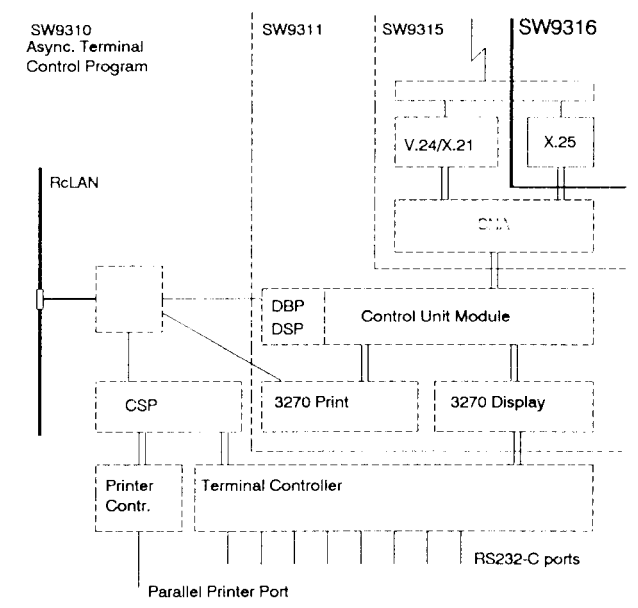 SW9310
Async. Terminal
Control Program
SW9311
SW9315
SW9316
V.24/X.21
X.25
RcLAN
SNA
DBP
DSP
Control Unit Module
CSP
3270 Print
3270 Display
Printer
Contr.
Terminal Controller
RS232-C ports
Parallel Printer Port